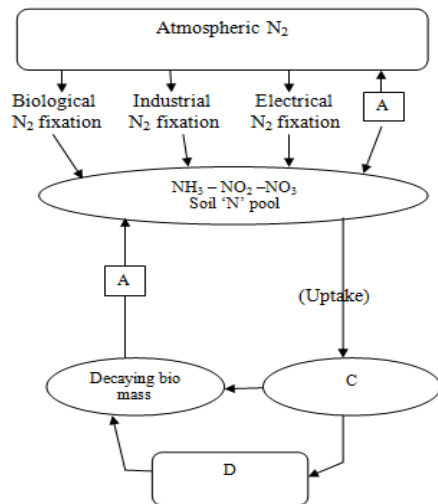 Atmospheric N₂
Biological
N₂ fixation
Industrial
N₂ fixation
Electrical
N₂ fixation
A
NH₃ – NO₂ –NO₃
Soil ‘N’ pool
A
(Uptake)
Decaying bio
mass
C
D